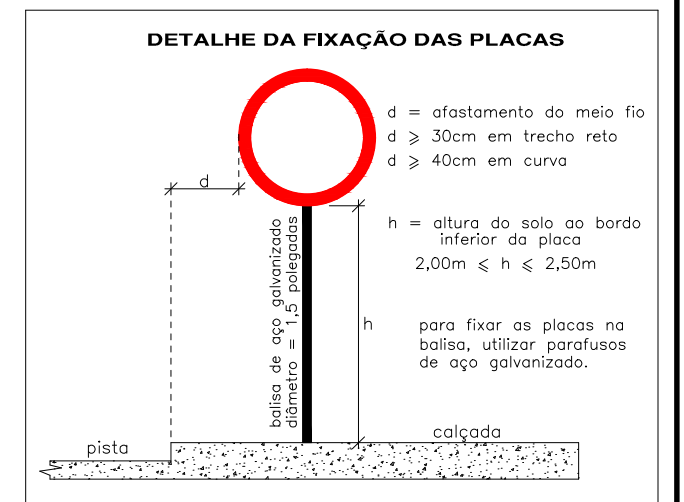 DETALHE DA FIXAÇÃO DAS PLACAS
d = afastamento do meio fio
d ⩾ 30cm em trecho reto
d ⩾ 40cm em curva
d
h = altura do solo ao bordo
inferior da placa
2,00m ⩽ h ⩽ 2,50m
balisa de aço galvanizado
diâmetro = 1,5 polegadas
h
para fixar as placas na
balisa, utilizar parafusos
de aço galvanizado.
pista
calçada